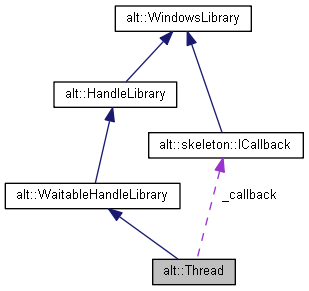 alt::WindowsLibrary
alt::HandleLibrary
alt::skeleton::ICallback
alt::WaitableHandleLibrary
_callback
alt::Thread